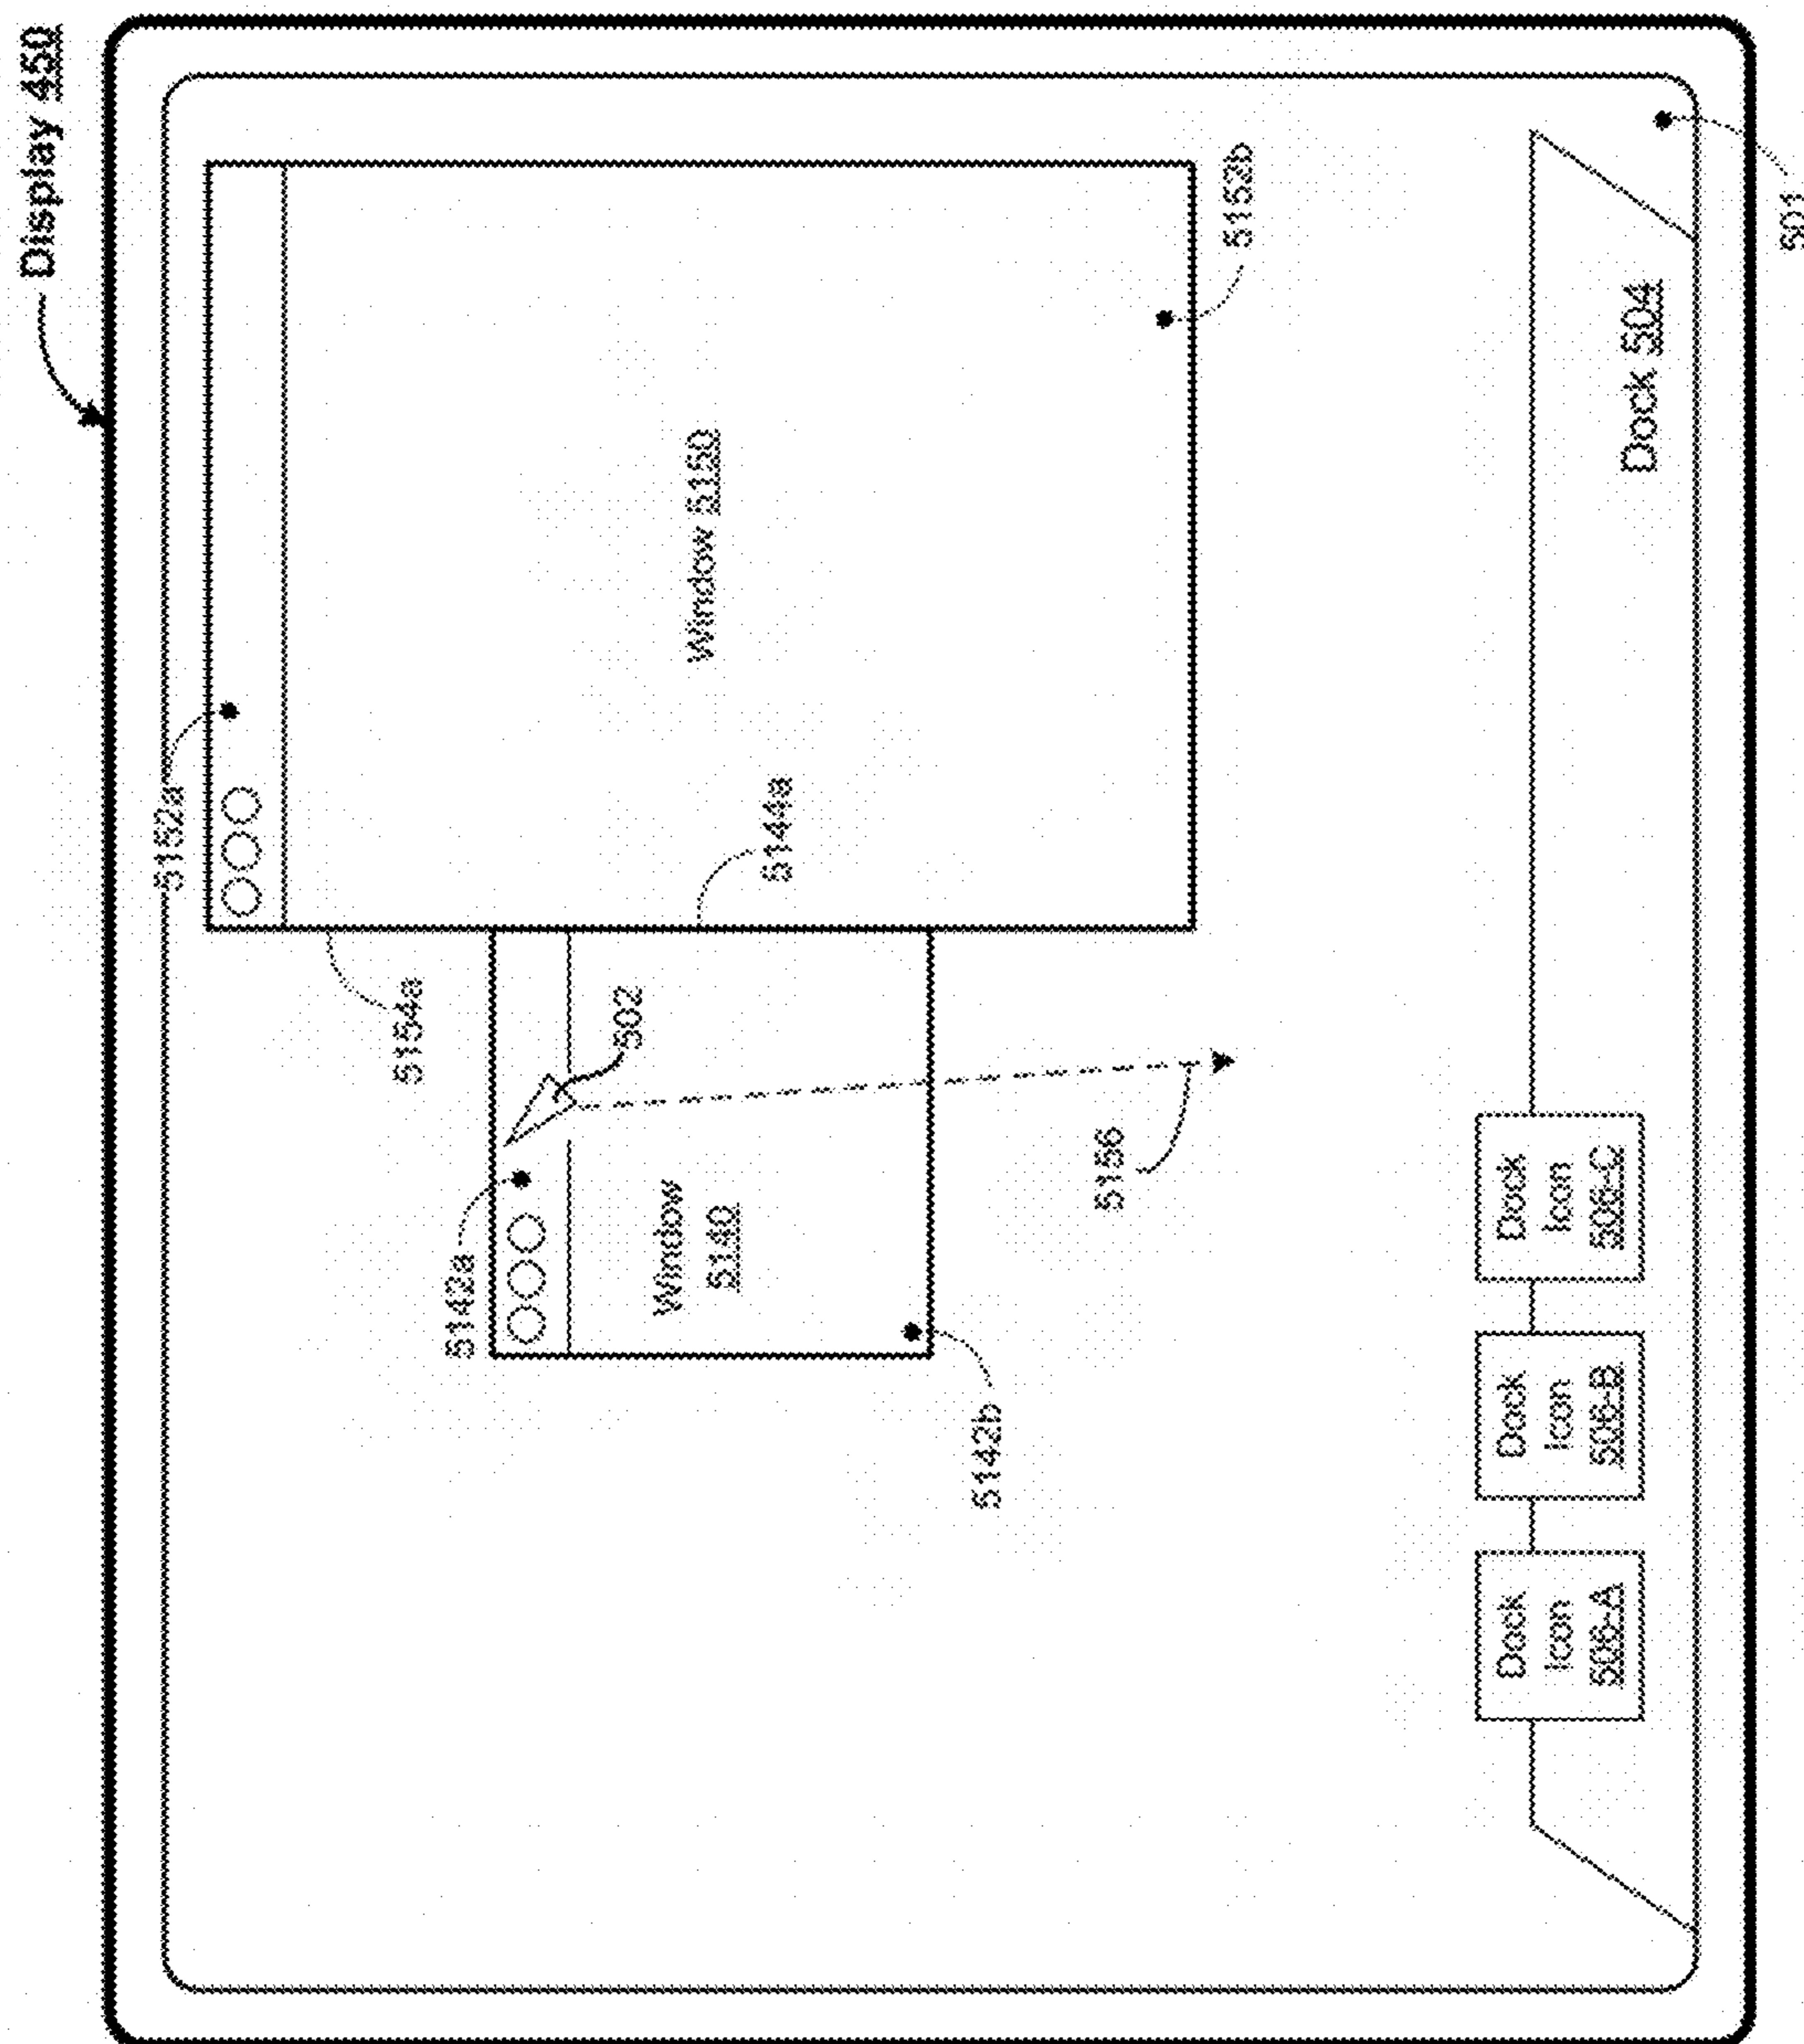 Display 450
5152a
5152b
Window 5150
5154a
5144a
5142a
502
Window
5140
5142b
5156
Dock
Icon
506-A
Dock
Icon
506-B
Dock
Icon
506-C
Dock 504
501